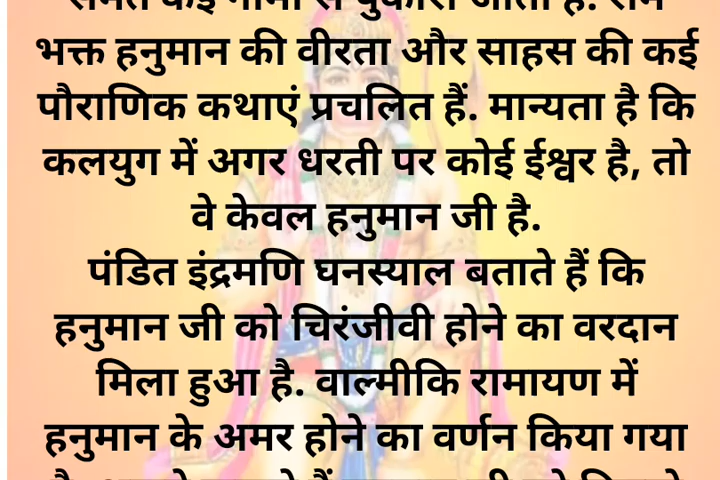 भक्त हनुमान की वीरता और साहस की कई
पौराणिक कथाएं प्रचलित हैं. मान्यता है कि
कलयुग में अगर धरती पर कोई ईश्वर है, तो
वे केवल हनुमान जी है.
पंडित इंद्रमणि घनस्याल बताते हैं कि
हनुमान जी को चिरंजीवी होने का वरदान
मिला हुआ है. वाल्मीकि रामायण में
हनुमान के अमर होने का वर्णन किया गया